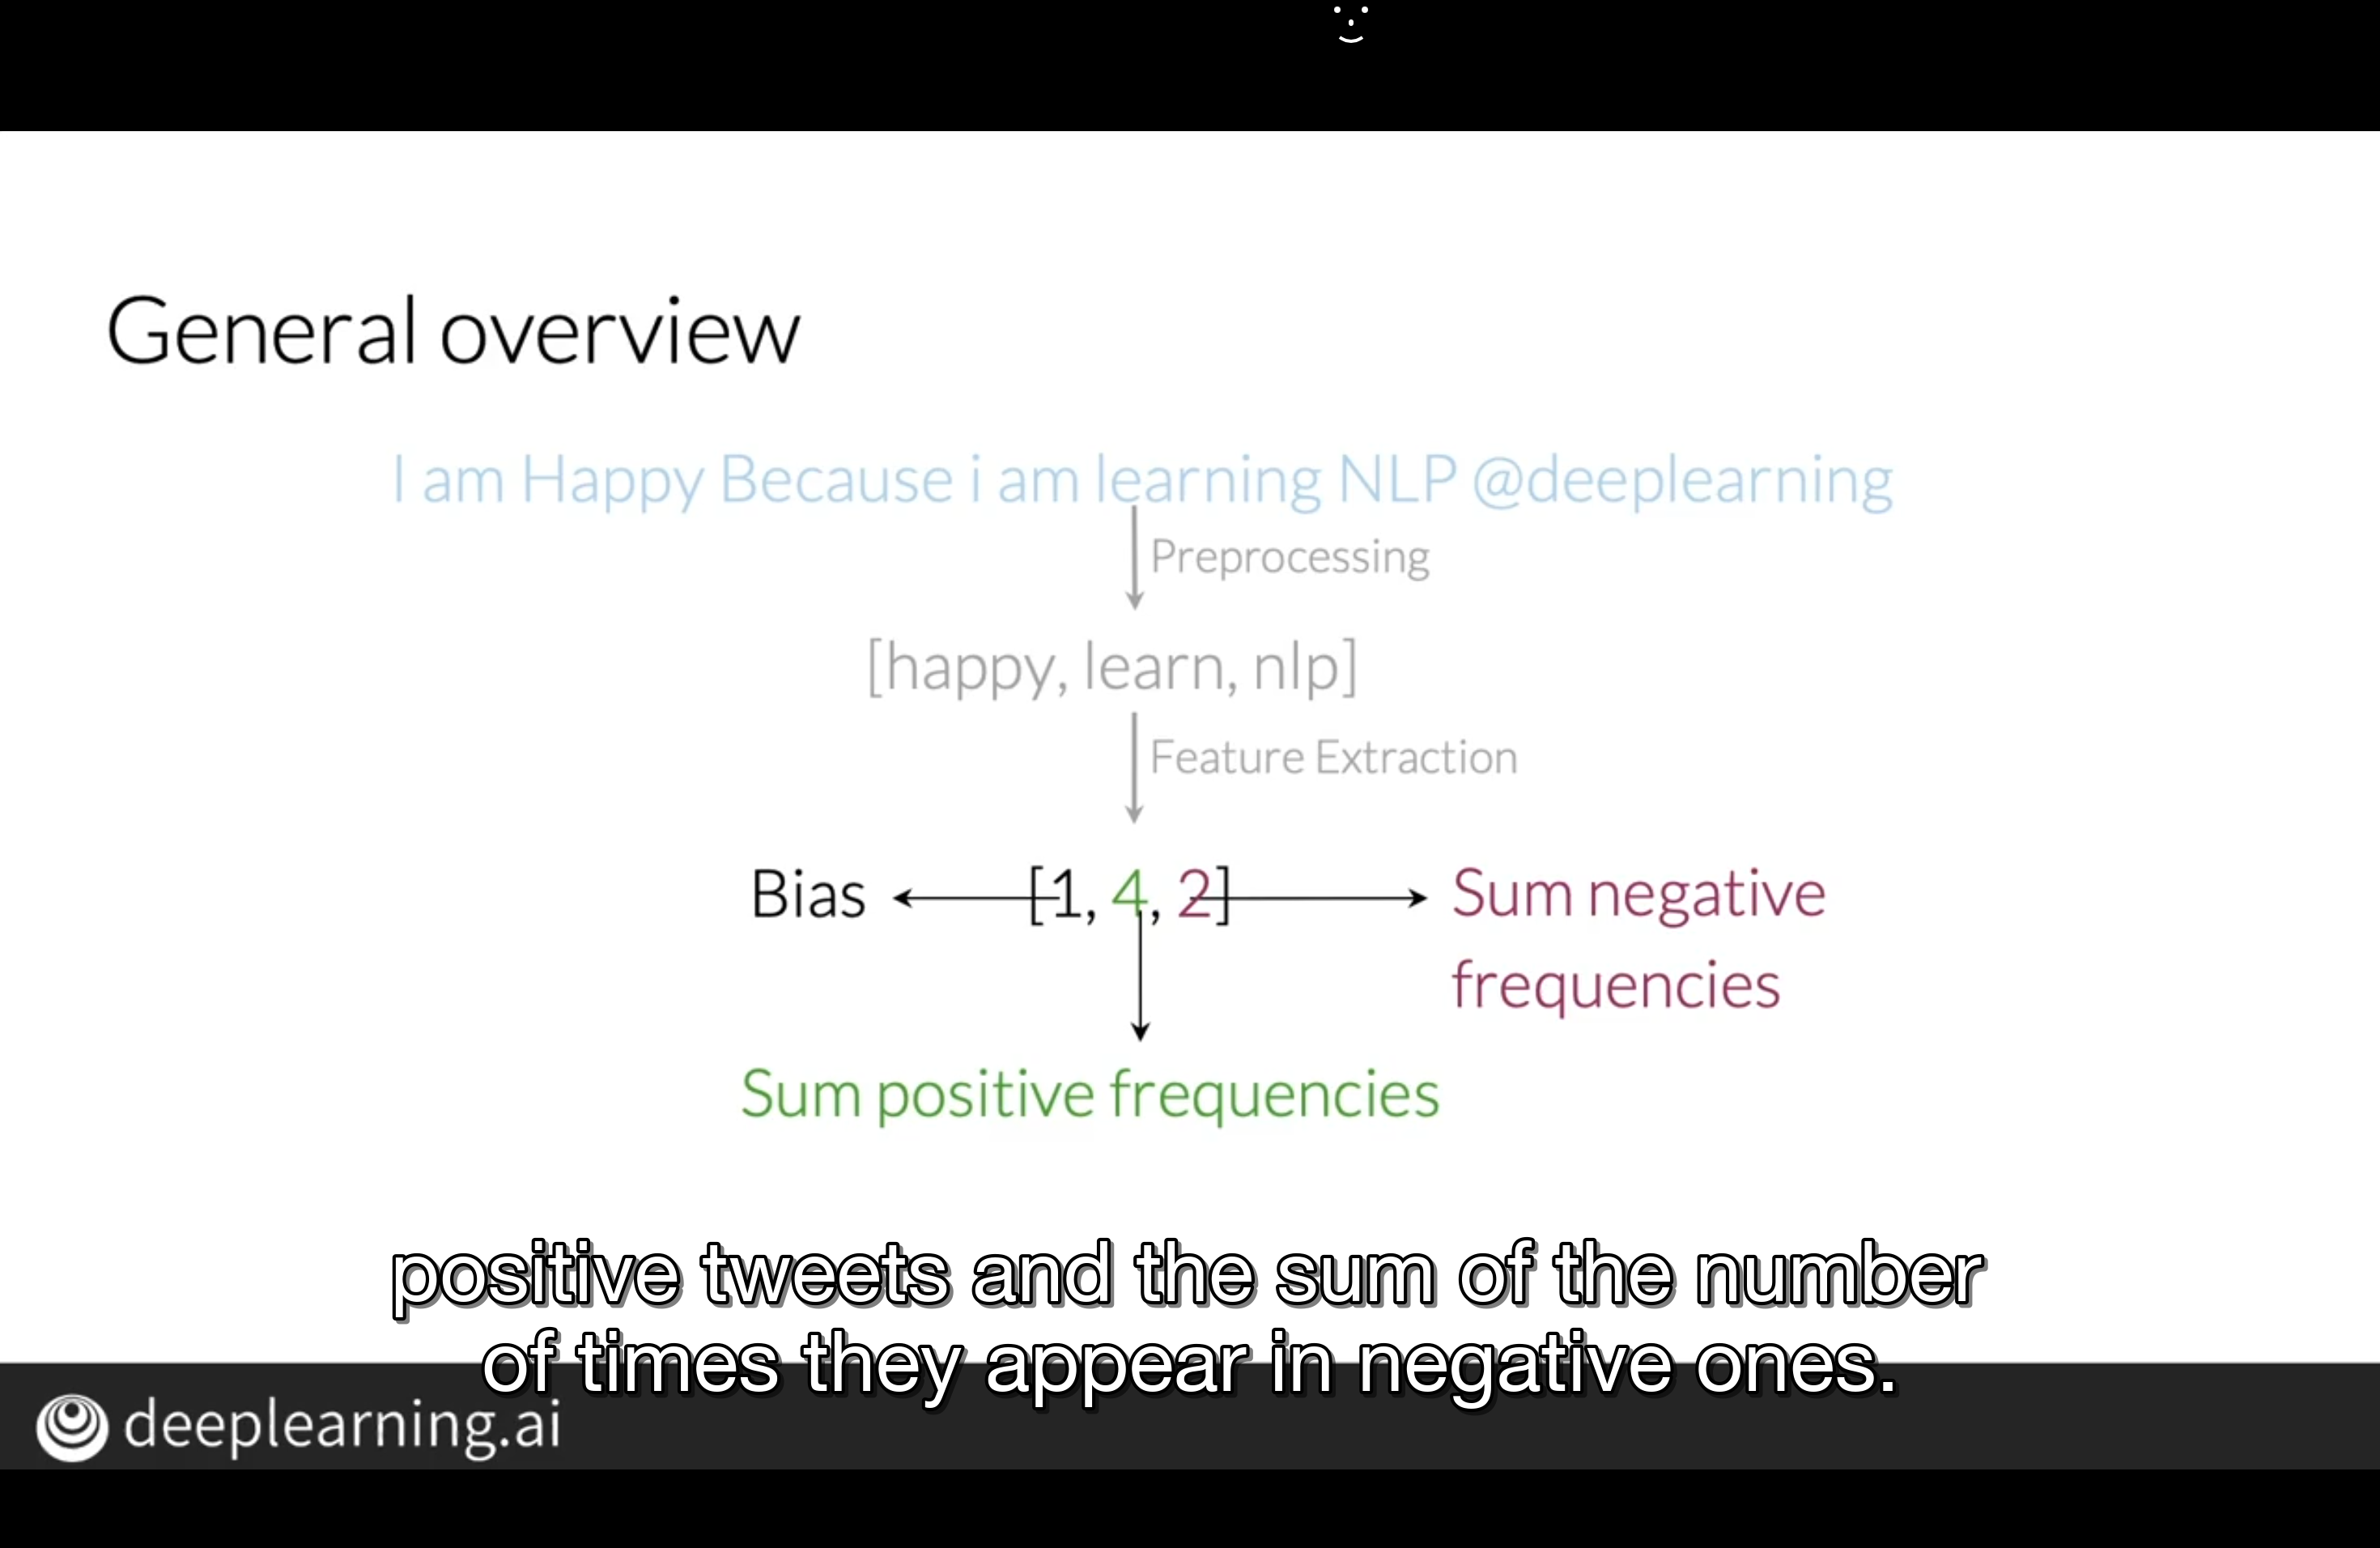 General overview
I am Happy Because i am learning NLP @deeplearning
Preprocessing
[happy, learn, nlp]
Feature Extraction
Bias [1, 4, 2] Sum negative
frequencies
Sum positive frequencies
positive tweets and the sum of the number
of times they appear in negative ones.
deeplearning.ai